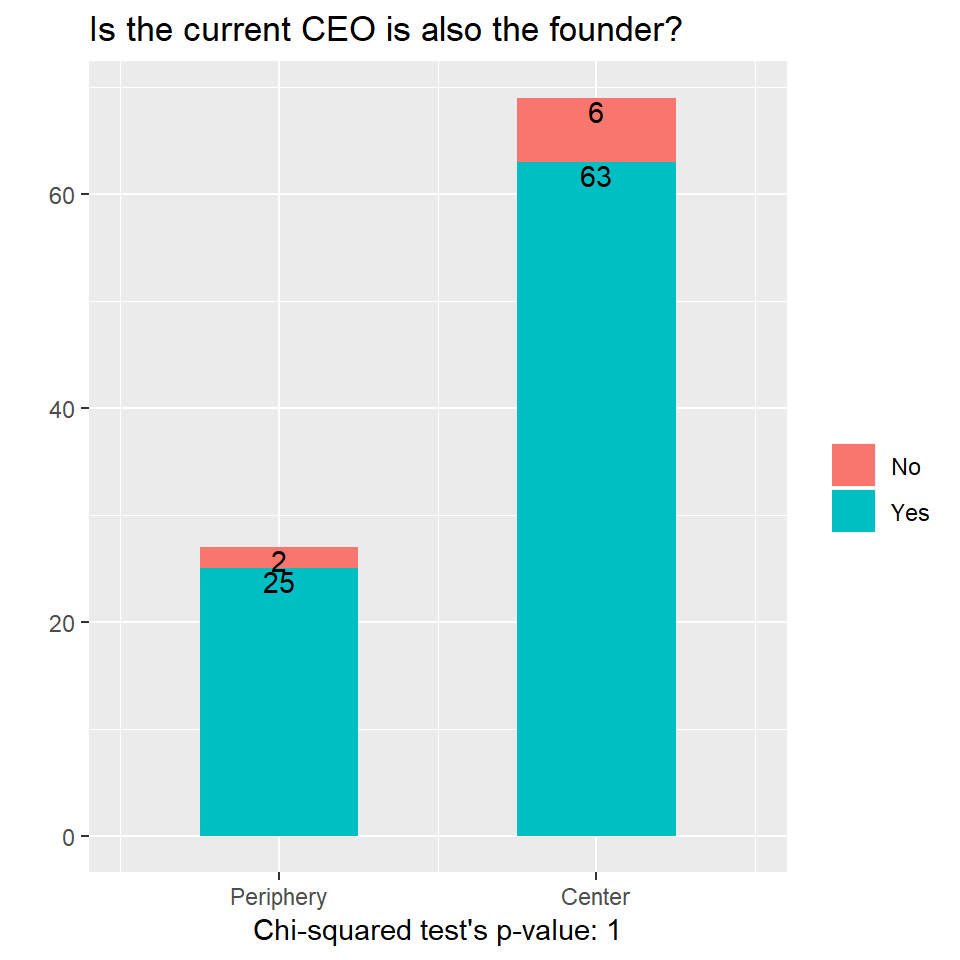 Is the current CEO is also the founder?
6
63
60
40
No
Yes
2
25
20
0
Periphery Center
Chi-squared test's p-value: 1